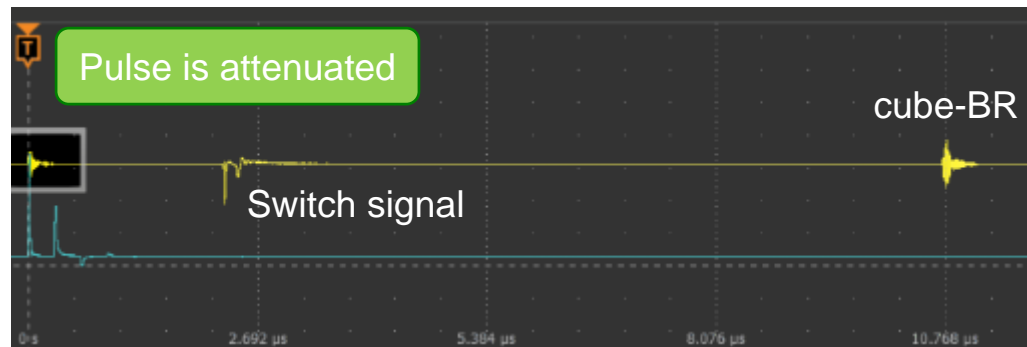 T
Pulse is attenuated
cube-BR
Switch signal
0 s
2.692 µs
5.384 µs
8.076 µs
10.768 µs